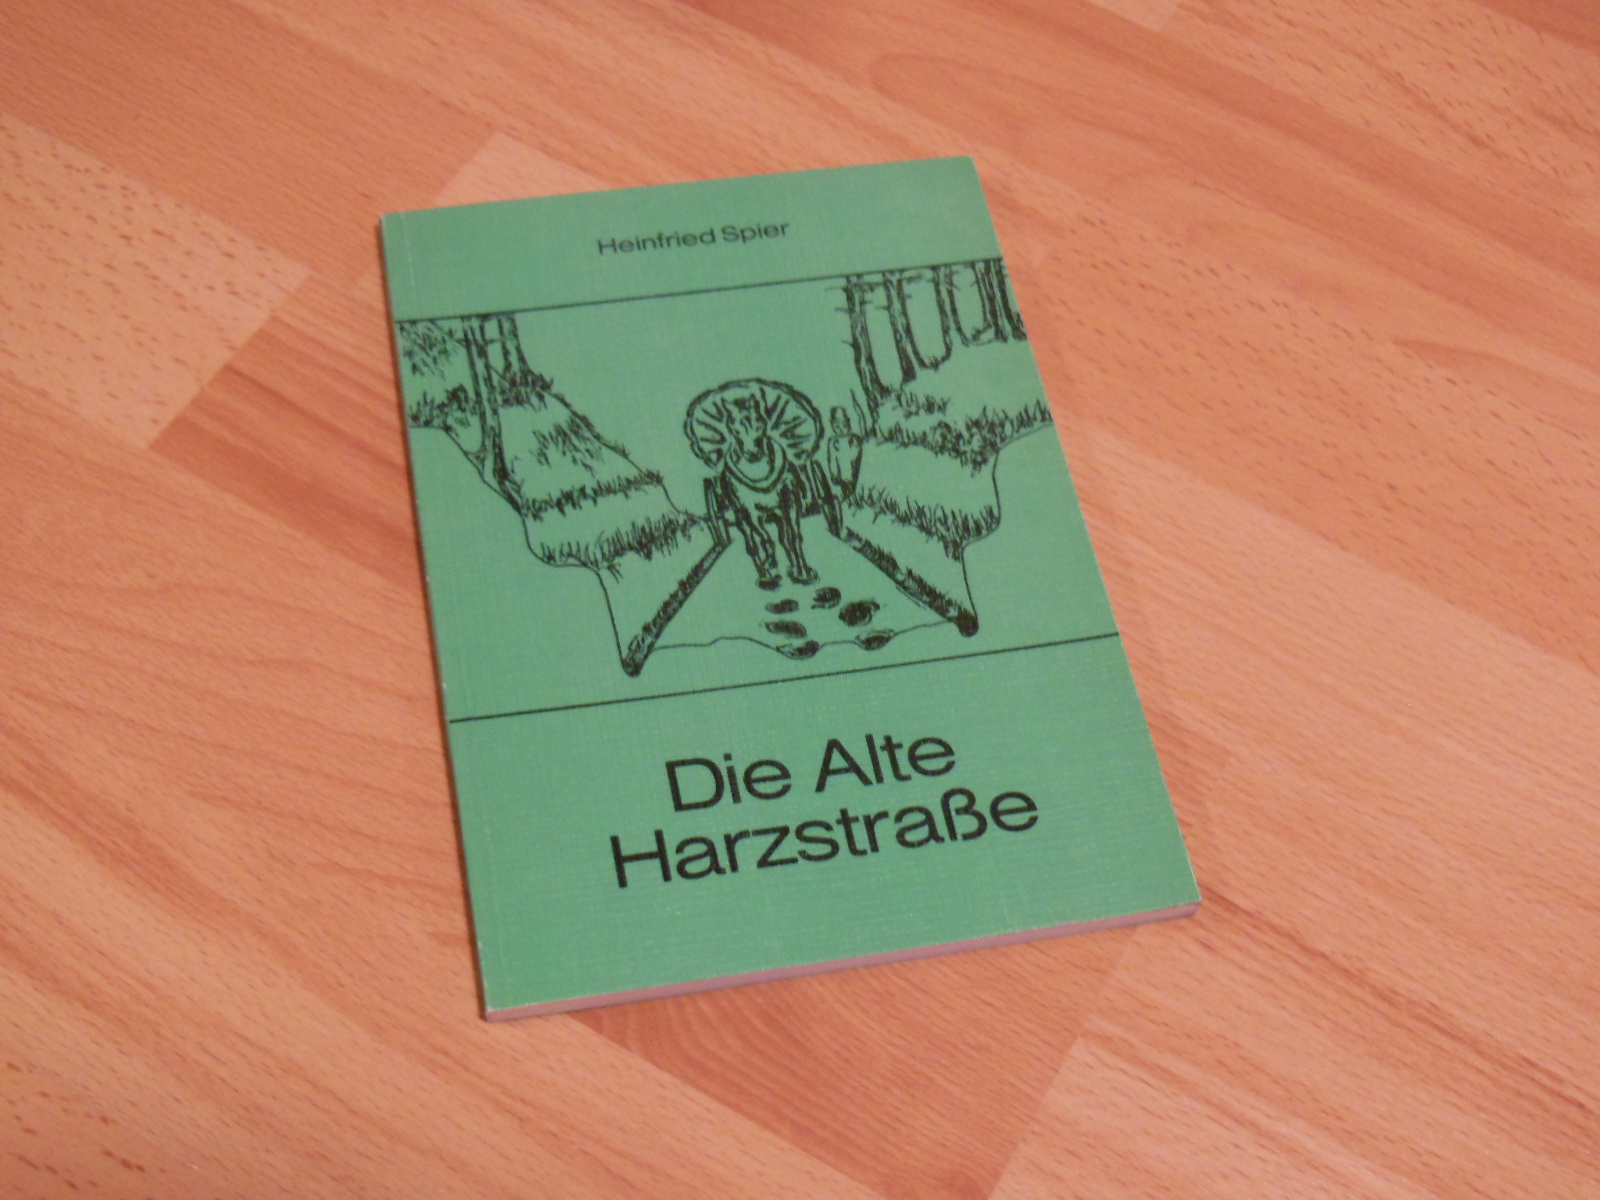 Heinfried Spier
Die Alte
Harzstraße